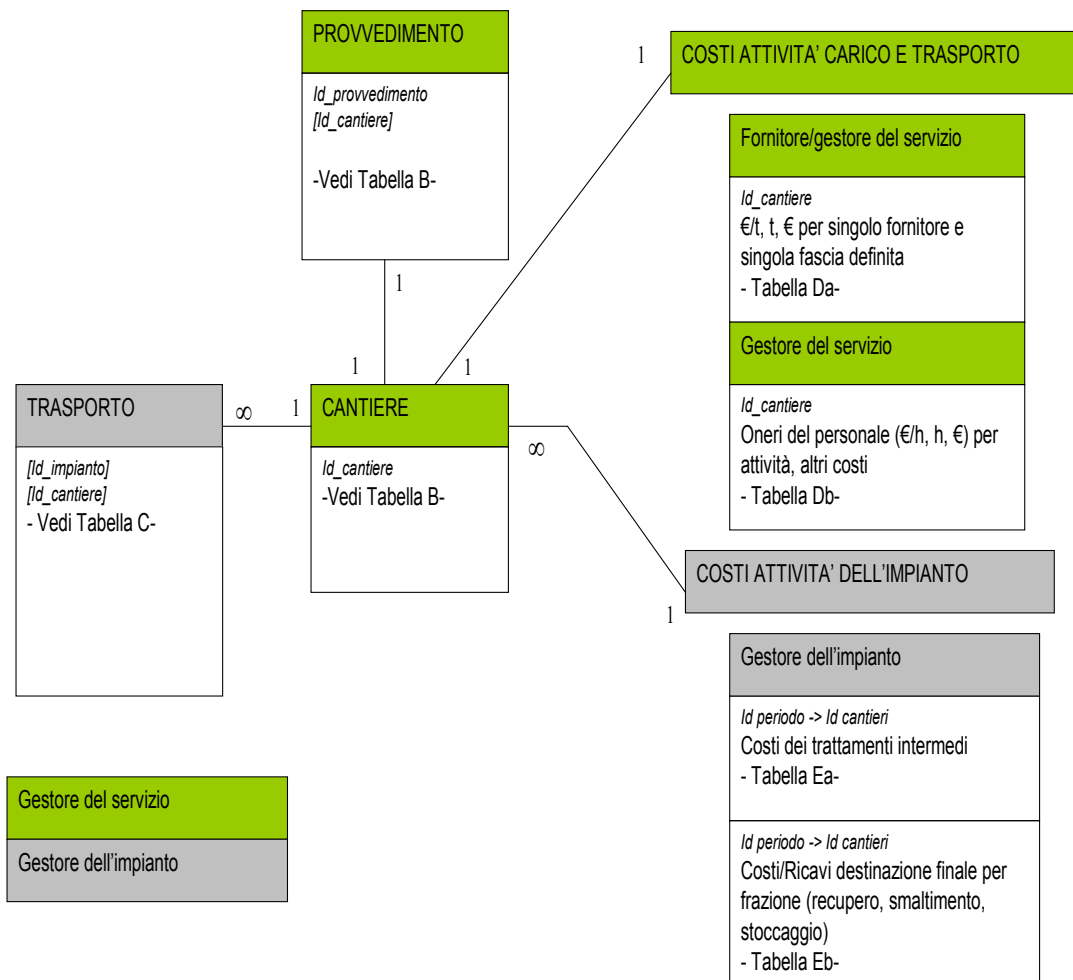 PROVVEDIMENTO
Id_provvedimento
[Id_cantiere]
-Vedi Tabella B-
1
1
1
COSTI ATTIVITA’ CARICO E TRASPORTO
1
Fornitore/gestore del servizio
Id_cantiere
€/t, t, € per singolo fornitore e
singola fascia definita
- Tabella Da-
Gestore del servizio
Id_cantiere
Oneri del personale (€/h, h, €) per
attività, altri costi
- Tabella Db-
TRASPORTO
[Id_impianto]
[Id_cantiere]
- Vedi Tabella C-
∞
1
CANTIERE
Id_cantiere
-Vedi Tabella B-
∞
1
COSTI ATTIVITA’ DELL’IMPIANTO
Gestore dell’impianto
Id periodo -> Id cantieri
Costi dei trattamenti intermedi
- Tabella Ea-
Id periodo -> Id cantieri
Costi/Ricavi destinazione finale per
frazione (recupero, smaltimento,
stoccaggio)
- Tabella Eb-
Gestore del servizio
Gestore dell’impianto